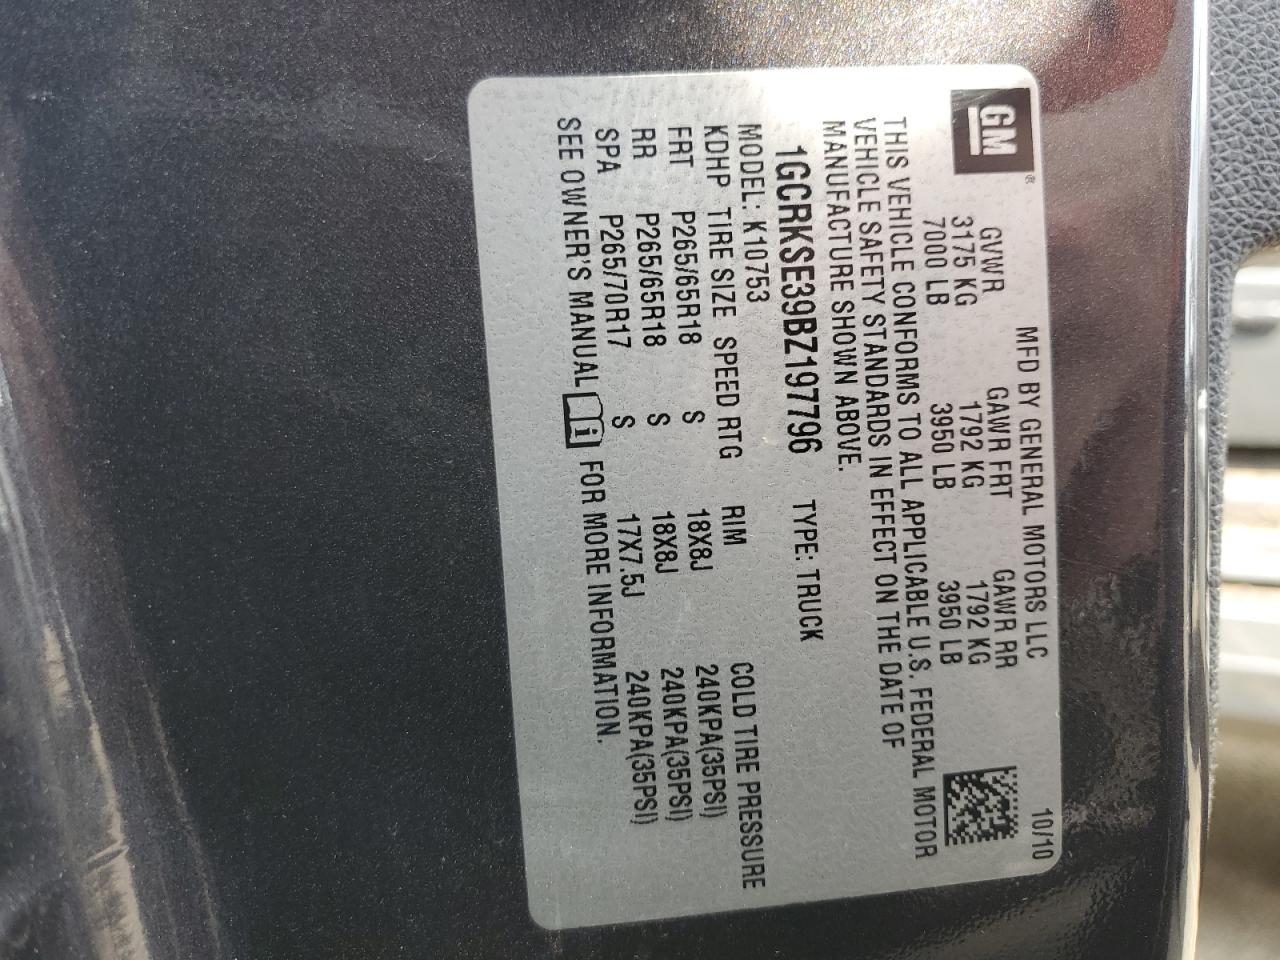 GM®
MFD BY GENERAL MOTORS LLC 10/10
GVWR GAWR FRT GAWR RR
3175 KG 1792 KG 1792 KG
7000 LB 3950 LB 3950 LB
THIS VEHICLE CONFORMS TO ALL APPLICABLE U.S. FEDERAL MOTOR
VEHICLE SAFETY STANDARDS IN EFFECT ON THE DATE OF
MANUFACTURE SHOWN ABOVE.
1GCRKSE39BZ197796 TYPE: TRUCK
MODEL: K10753
KDHP TIRE SIZE SPEED RTG RIM COLD TIRE PRESSURE
FRT P265/65R18 S 18X8J 240KPA(35PSI)
RR P265/65R18 S 18X8J 240KPA(35PSI)
SPA P265/70R17 S 17X7.5J 240KPA(35PSI)
SEE OWNER'S MANUAL i FOR MORE INFORMATION.